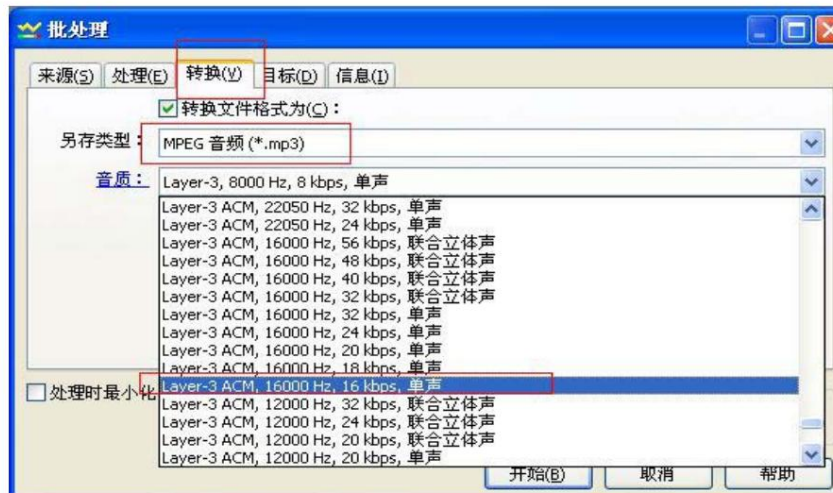 批处理
来源(S) 处理(E) 转换(V) 目标(D) 信息(I)
转换文件格式为(C)：
另存类型： MPEG 音频 (*.mp3)
音质： Layer-3, 8000 Hz, 8 kbps, 单声
Layer-3 ACM, 22050 Hz, 32 kbps, 单声
Layer-3 ACM, 22050 Hz, 24 kbps, 单声
Layer-3 ACM, 16000 Hz, 56 kbps, 联合立体声
Layer-3 ACM, 16000 Hz, 48 kbps, 联合立体声
Layer-3 ACM, 16000 Hz, 40 kbps, 联合立体声
Layer-3 ACM, 16000 Hz, 32 kbps, 联合立体声
Layer-3 ACM, 16000 Hz, 32 kbps, 单声
Layer-3 ACM, 16000 Hz, 24 kbps, 单声
Layer-3 ACM, 16000 Hz, 20 kbps, 单声
Layer-3 ACM, 16000 Hz, 18 kbps, 单声
处理时最小化 Layer-3 ACM, 16000 Hz, 16 kbps, 单声
Layer-3 ACM, 12000 Hz, 32 kbps, 联合立体声
Layer-3 ACM, 12000 Hz, 24 kbps, 联合立体声
Layer-3 ACM, 12000 Hz, 20 kbps, 联合立体声
Layer-3 ACM, 12000 Hz, 20 kbps, 单声
开始(B) 取消 帮助